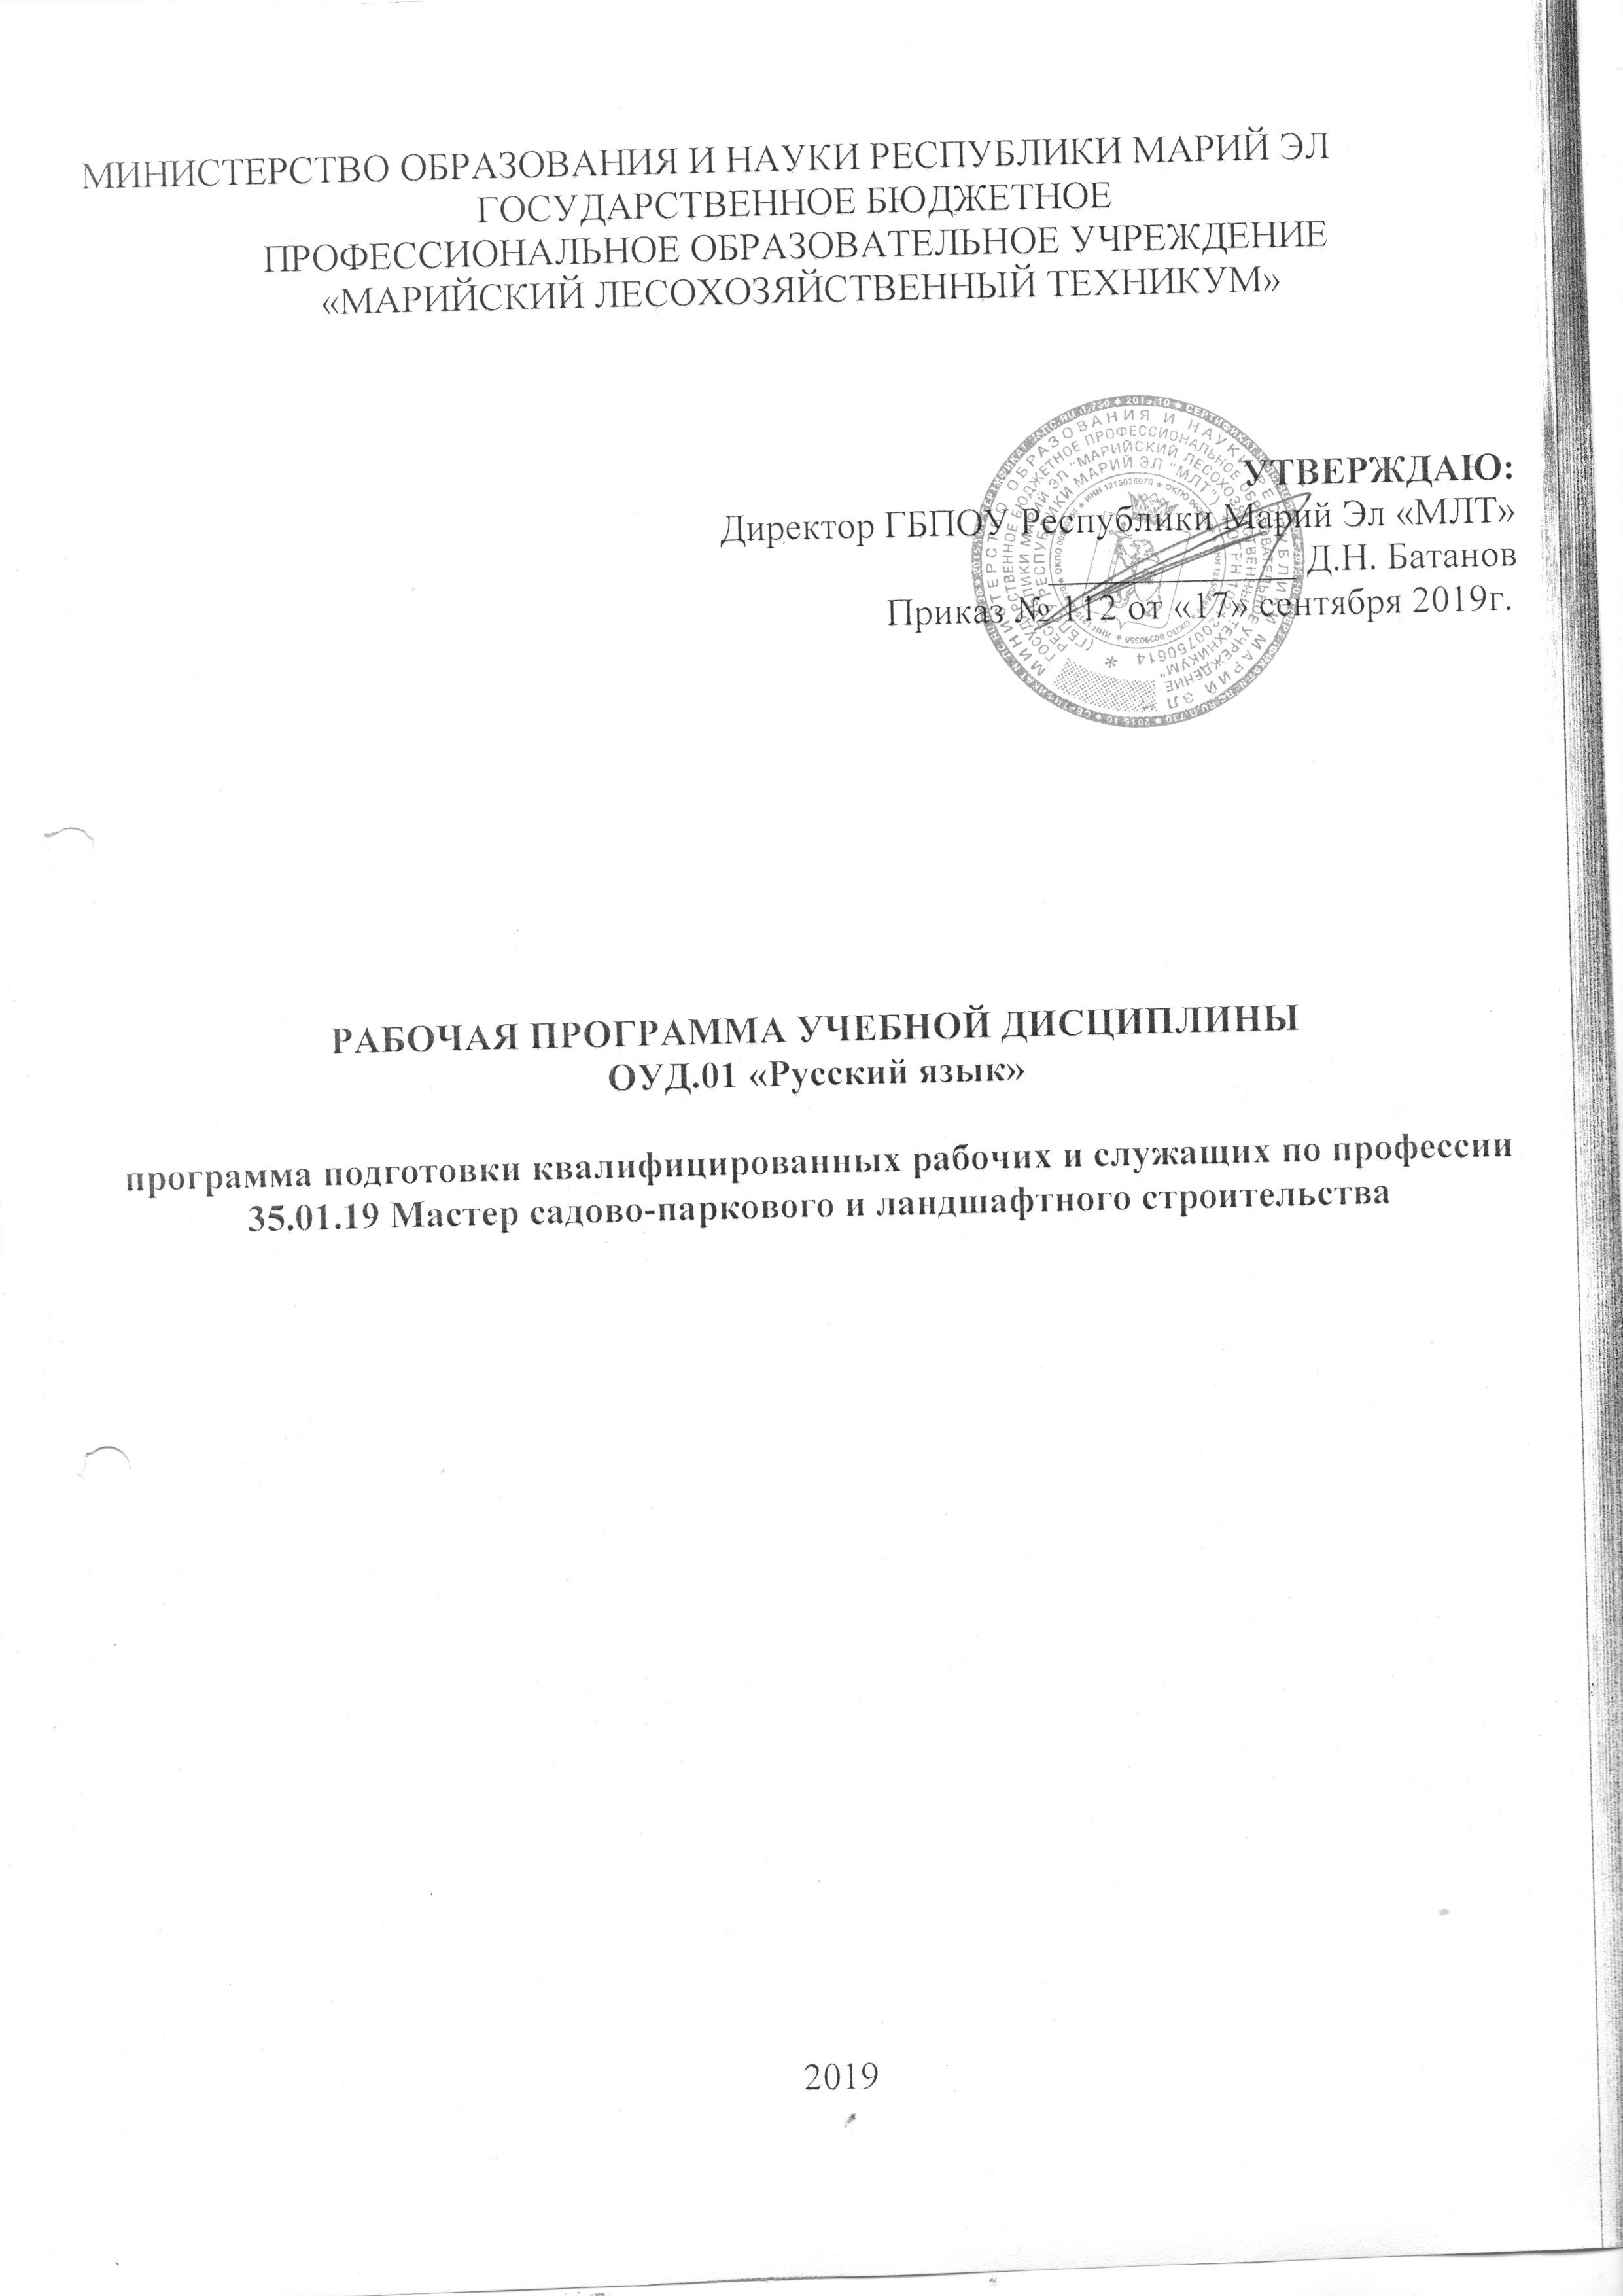 МИНИСТЕРСТВО ОБРАЗОВАНИЯ И НАУКИ РЕСПУБЛИКИ МАРИЙ ЭЛ
ГОСУДАРСТВЕННОЕ БЮДЖЕТНОЕ
ПРОФЕССИОНАЛЬНОЕ ОБРАЗОВАТЕЛЬНОЕ УЧРЕЖДЕНИЕ
«МАРИЙСКИЙ ЛЕСОХОЗЯЙСТВЕННЫЙ ТЕХНИКУМ»
УТВЕРЖДАЮ:
Директор ГБПОУ Республики Марий Эл «МЛТ»
Д.Н. Батанов
Приказ № 112 от «17» сентября 2019г.
РАБОЧАЯ ПРОГРАММА УЧЕБНОЙ ДИСЦИПЛИНЫ
ОУД.01 «Русский язык»
программа подготовки квалифицированных рабочих и служащих по профессии
35.01.19 Мастер садово-паркового и ландшафтного строительства
2019